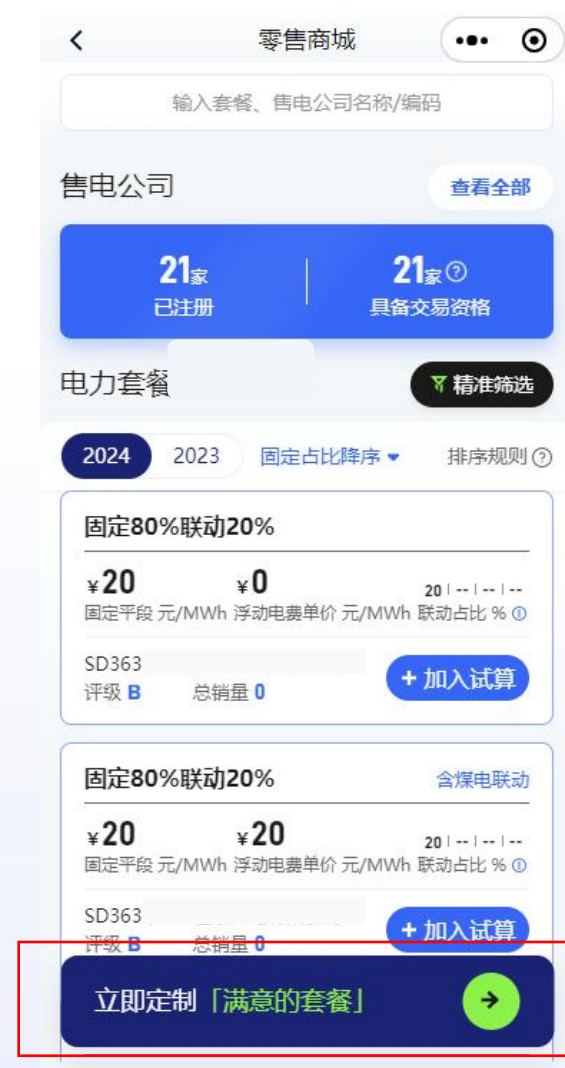 零售商城
输入套餐、售电公司名称/编码
售电公司 查看全部
21家 21家
已注册 具备交易资格
电力套餐 精准筛选
2024 2023 固定占比降序 排序规则
固定80%联动20%
¥20 ¥0 20 | -- | -- | --
固定平段 元/MWh 浮动电费单价 元/MWh 联动占比 %
SD363
评级 B 总销量 0 + 加入试算
固定80%联动20% 含煤电联动
¥20 ¥20 20 | -- | -- | --
固定平段 元/MWh 浮动电费单价 元/MWh 联动占比 %
SD363
评级 B 总销量 0 + 加入试算
立即定制「满意的套餐」